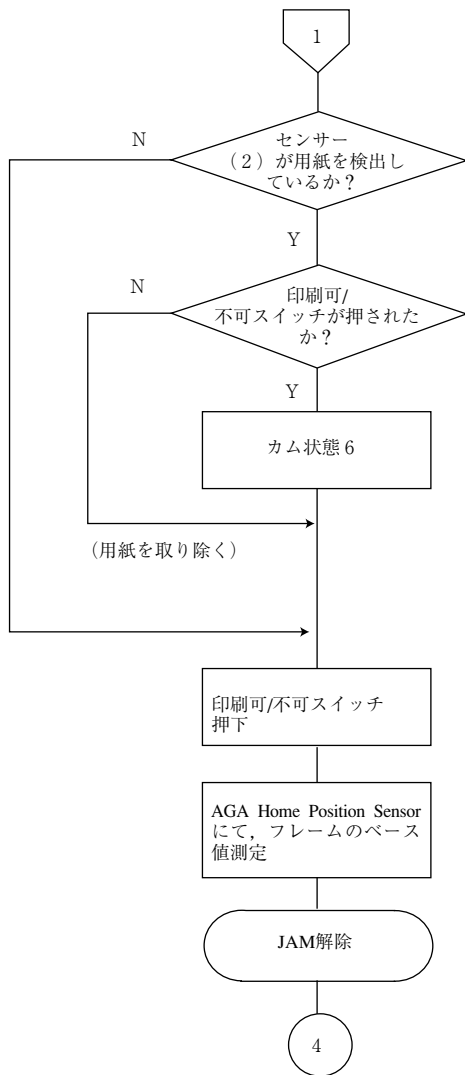 1
センサー
N
(2)が用紙を検出し
ているか?
Y
N
印刷可/
不可スイッチが押された
か?
Y
カム状態6
(用紙を取り除く)
印刷可/不可スイッチ
押下
AGA Home Position Sensor
にて，フレームのベース
値測定
JAM解除
4